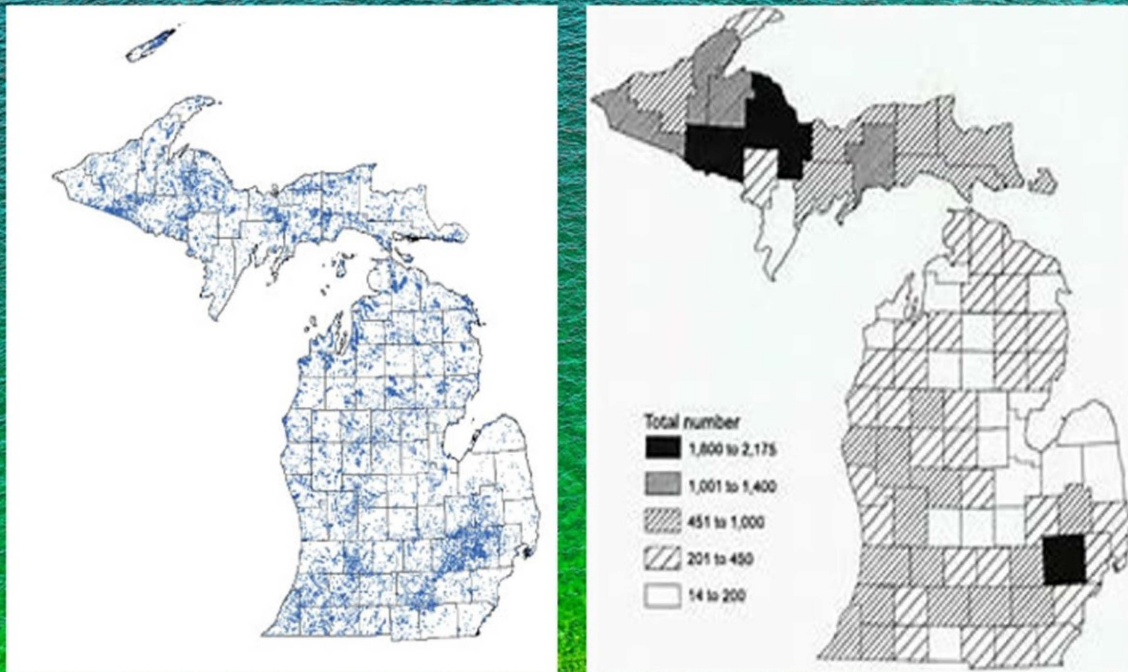 Total number
1,800 to 2,175
1,001 to 1,400
451 to 1,000
201 to 450
14 to 200